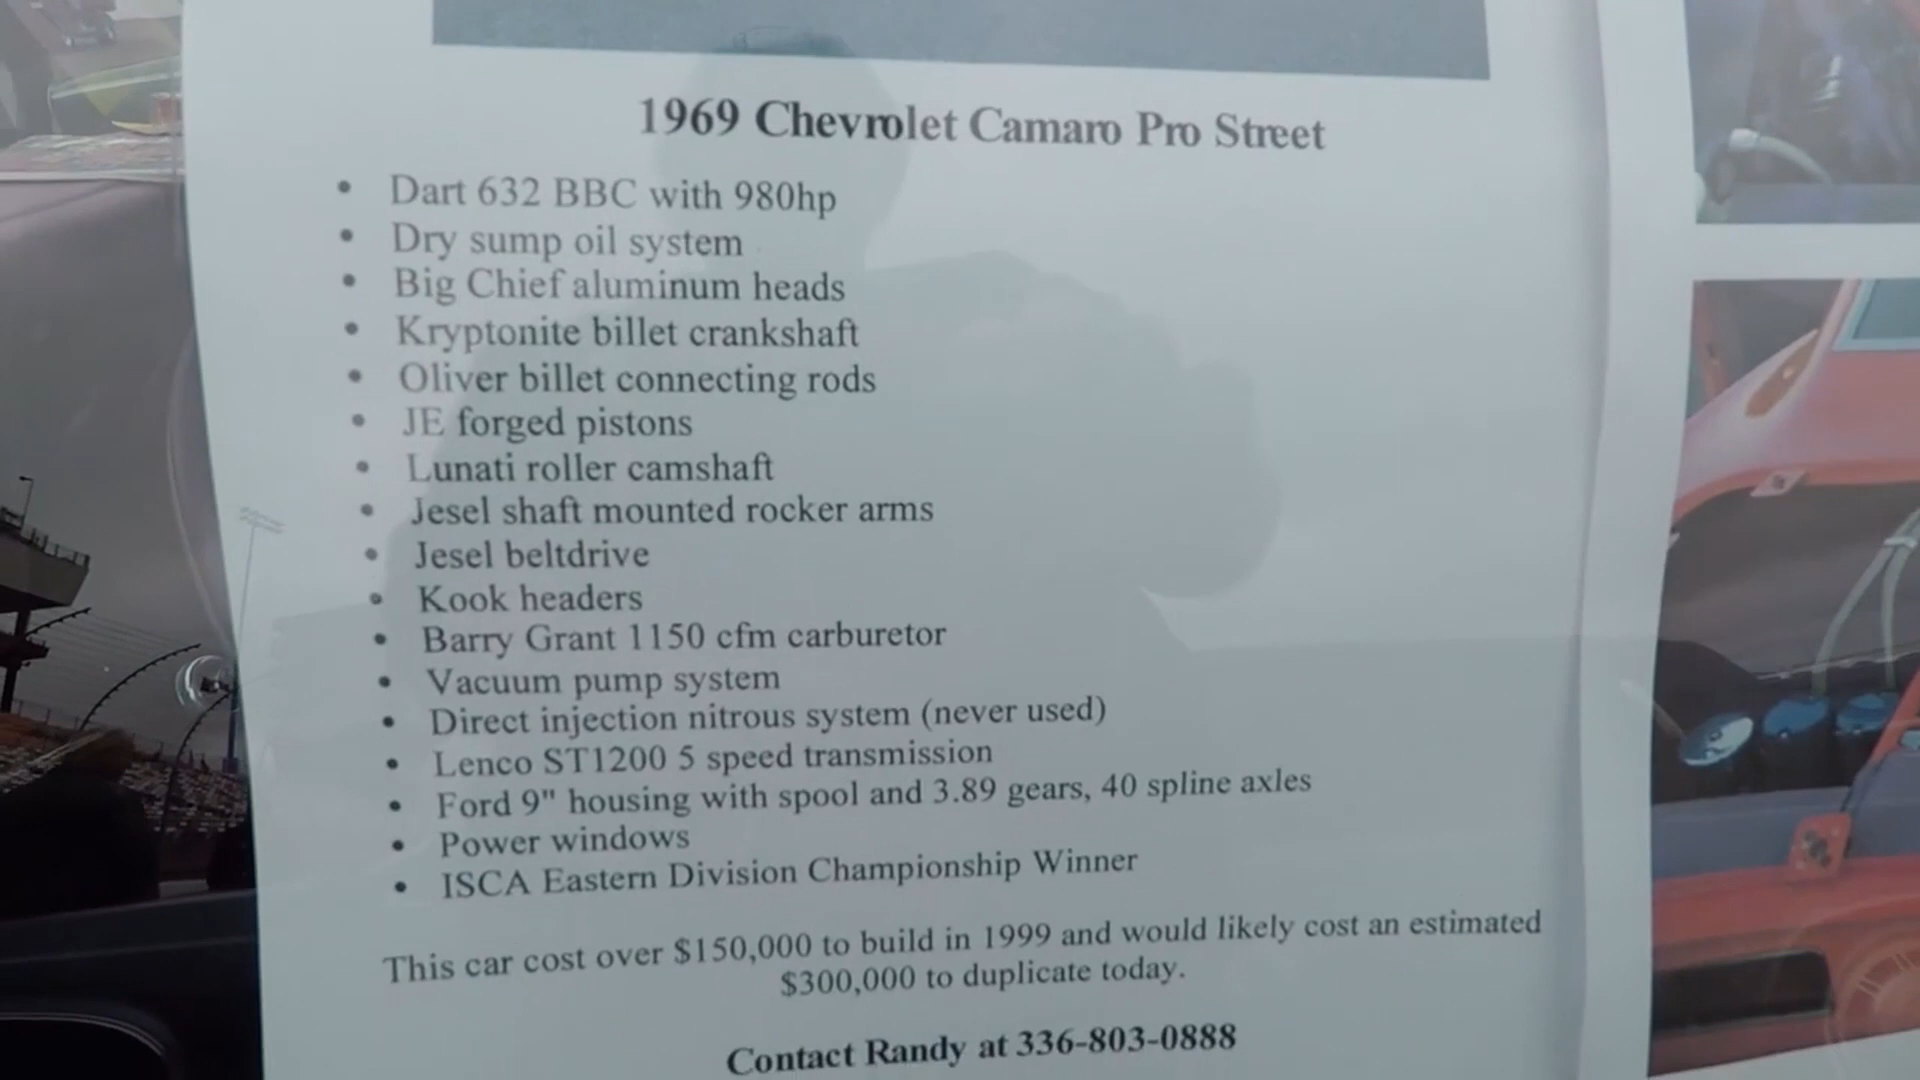 1969 Chevrolet Camaro Pro Street
• Dart 632 BBC with 980hp
• Dry sump oil system
• Big Chief aluminum heads
• Kryptonite billet crankshaft
• Oliver billet connecting rods
• JE forged pistons
• Lunati roller camshaft
• Jesel shaft mounted rocker arms
• Jesel beltdrive
• Kook headers
• Barry Grant 1150 cfm carburetor
• Vacuum pump system
• Direct injection nitrous system (never used)
• Lenco ST1200 5 speed transmission
• Ford 9" housing with spool and 3.89 gears, 40 spline axles
• Power windows
• ISCA Eastern Division Championship Winner
This car cost over $150,000 to build in 1999 and would likely cost an estimated
$300,000 to duplicate today.
Contact Randy at 336-803-0888